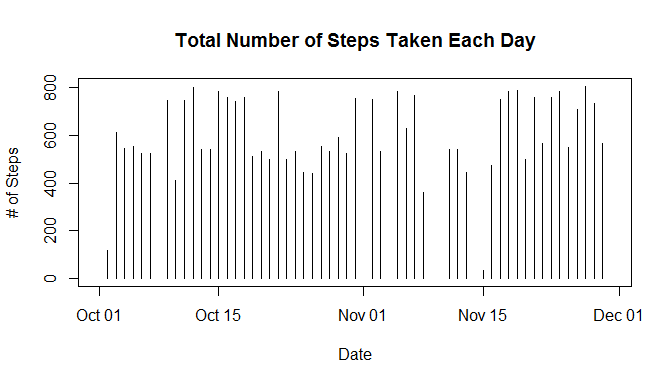 Total Number of Steps Taken Each Day
# of Steps
800
600
400
200
0
Oct 01 Oct 15 Nov 01 Nov 15 Dec 01
Date